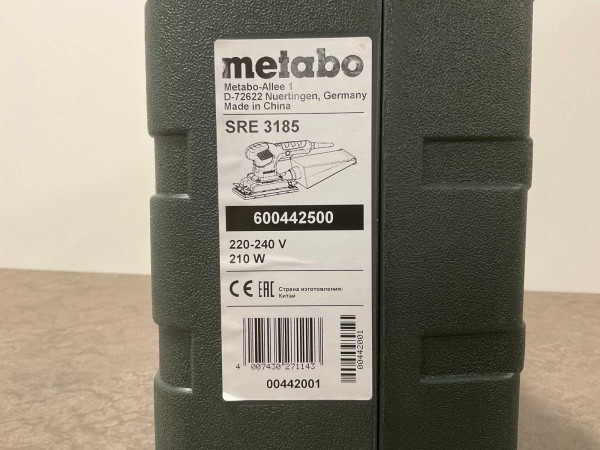 metabo
Metabo-Allee 1
D-72622 Nuertingen, Germany
Made in China
SRE 3185
600442500
220-240 V
210 W
CE EAC Страна изготовления:
Китай
4 007430 271143
00442001
00442001